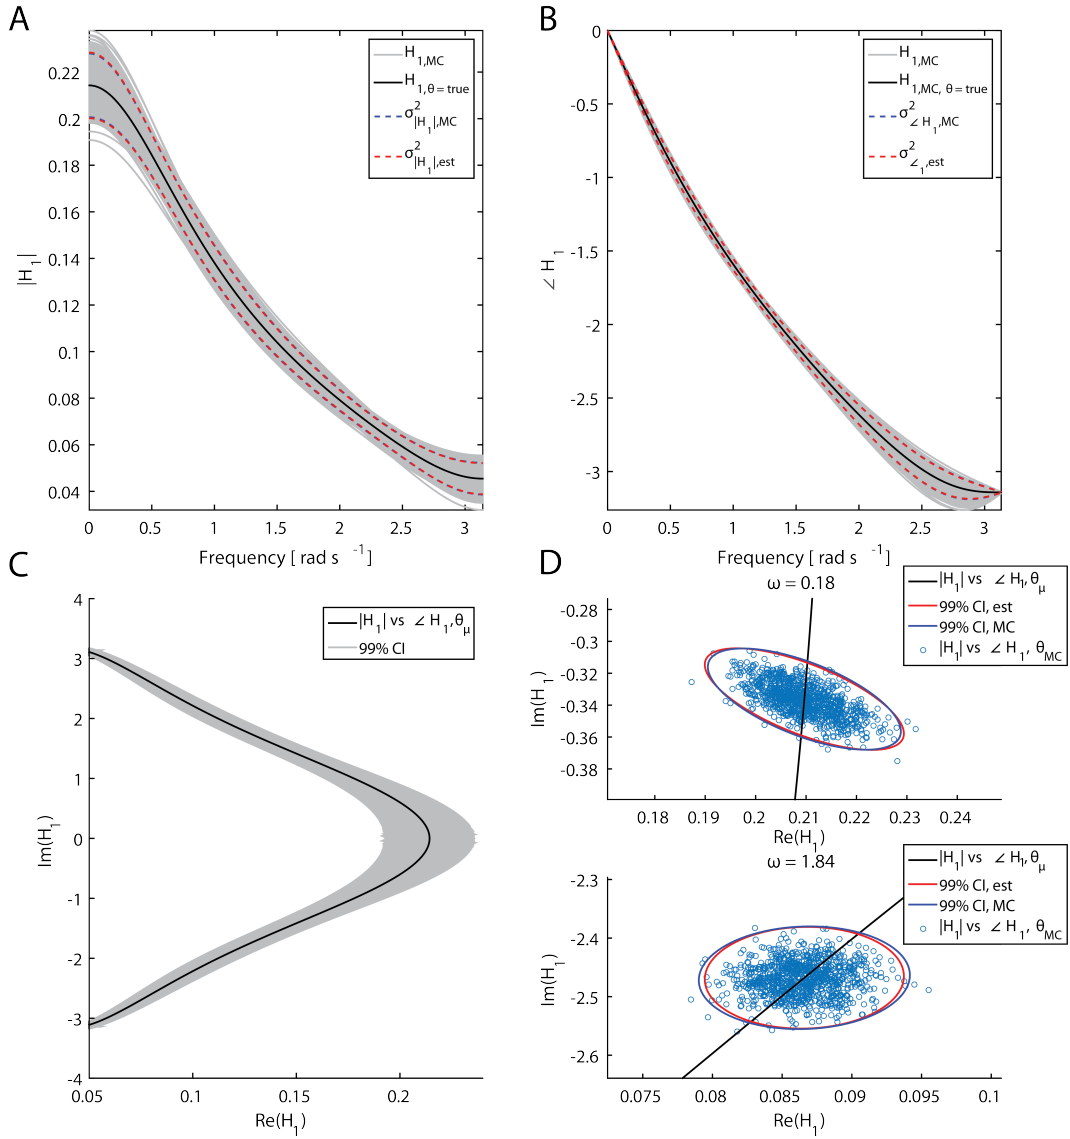 A
0.22
0.2
0.18
0.16
0.14
0.12
0.1
0.08
0.06
0.04
|H1|
0
0.5
1
1.5
2
2.5
3
Frequency [ rad s -1]
H1,MC
H1,θ = true
σ2|H1|,MC
σ2|H1|,est
B
0
-0.5
-1
-1.5
-2
-2.5
-3
∠ H1
0
0.5
1
1.5
2
2.5
3
Frequency [ rad s -1]
H1,MC
H1,MC, θ = true
σ2∠ H1,MC
σ2∠1,est
C
4
3
2
1
0
-1
-2
-3
-4
Im(H1)
0.05
0.1
0.15
0.2
Re(H1)
|H1| vs ∠ H1,θμ
99% CI
D
ω = 0.18
-0.28
-0.3
-0.32
-0.34
-0.36
-0.38
Im(H1)
0.18
0.19
0.2
0.21
0.22
0.23
0.24
Re(H1)
|H1| vs ∠ H1,θμ
99% CI, est
99% CI, MC
|H1| vs ∠ H1, θMC
ω = 1.84
-2.3
-2.4
-2.5
-2.6
Im(H1)
0.075
0.08
0.085
0.09
0.095
0.1
Re(H1)
|H1| vs ∠ H1,θμ
99% CI, est
99% CI, MC
|H1| vs ∠ H1, θMC